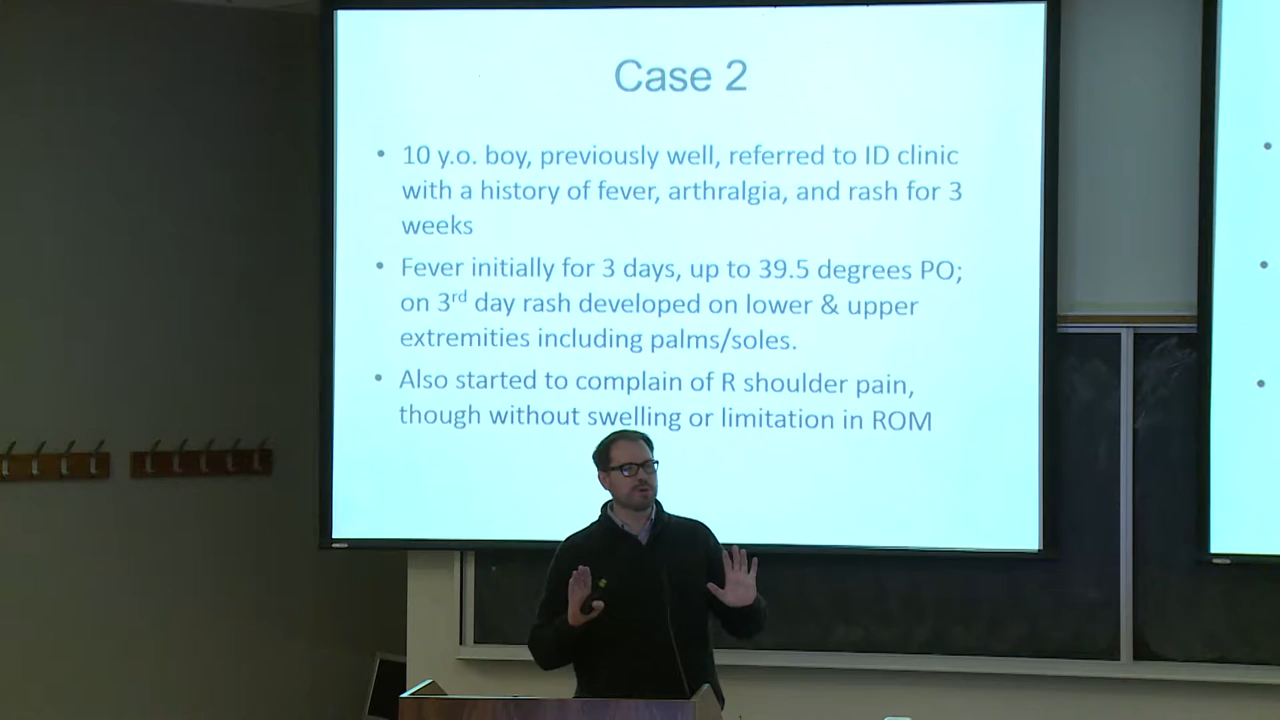 Case 2
• 10 y.o. boy, previously well, referred to ID clinic
with a history of fever, arthralgia, and rash for 3
weeks
• Fever initially for 3 days, up to 39.5 degrees PO;
on 3rd day rash developed on lower & upper
extremities including palms/soles.
• Also started to complain of R shoulder pain,
though without swelling or limitation in ROM